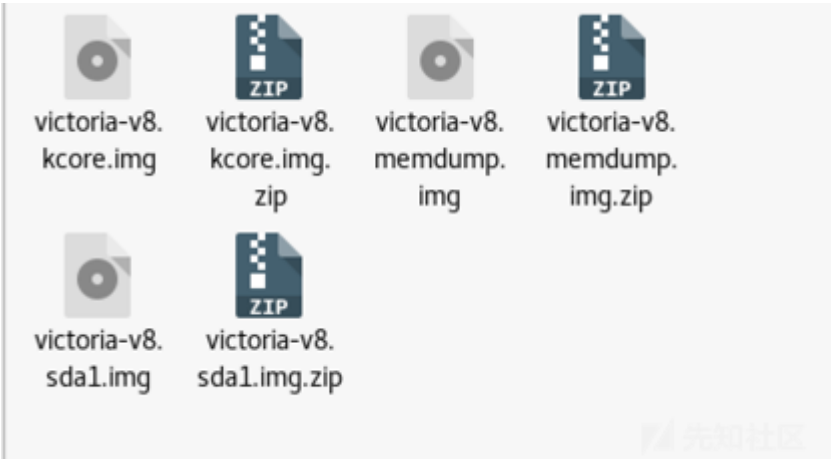 ZIP
ZIP
victoria-v8. victoria-v8. victoria-v8. victoria-v8.
kcore.img kcore.img. memdump. memdump.
zip img img.zip
ZIP
victoria-v8. victoria-v8.
sda1.img sda1.img.zip
先知社区